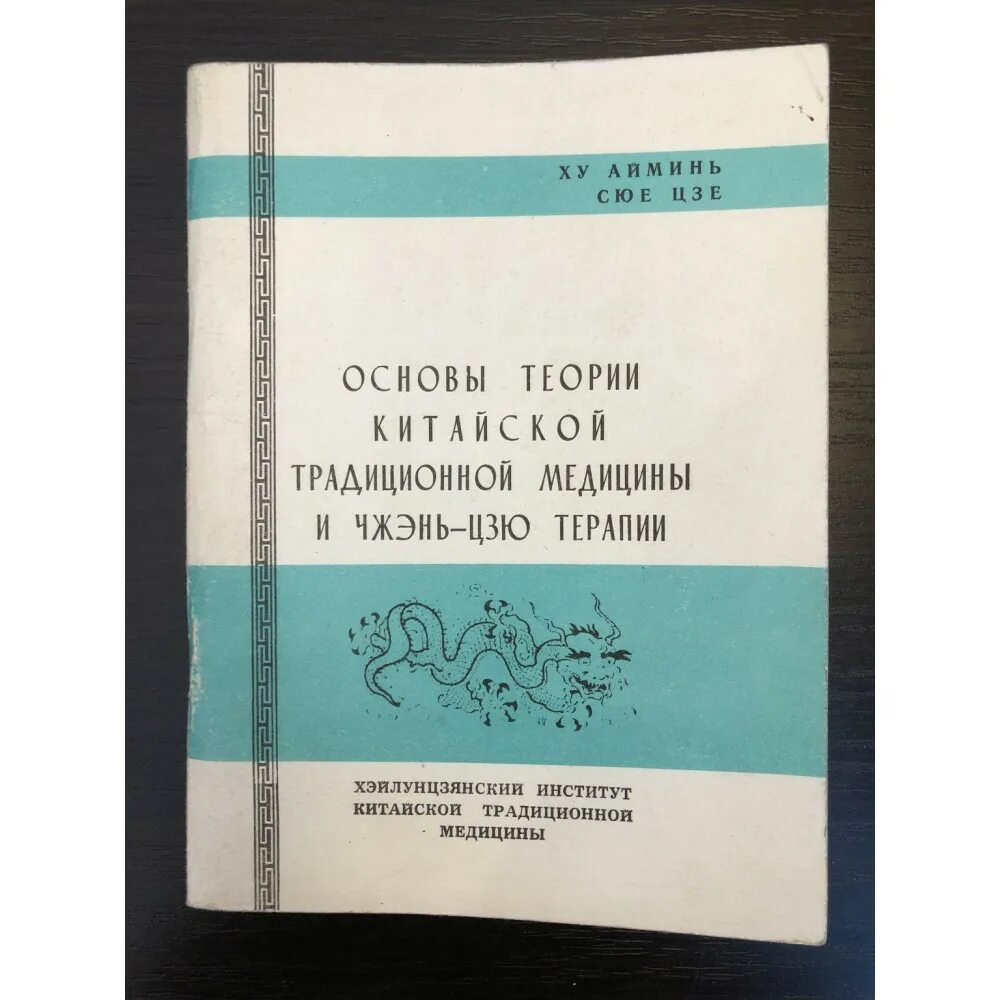 ХУ АЙМИНЬ
СЮЕ ЦЗЕ
ОСНОВЫ ТЕОРИИ
КИТАЙСКОЙ
ТРАДИЦИОННОЙ МЕДИЦИНЫ
И ЧЖЭНЬ–ЦЗЮ ТЕРАПИИ
ХЭЙЛУНЦЗЯНСКИЙ ИНСТИТУТ
КИТАЙСКОЙ ТРАДИЦИОННОЙ
МЕДИЦИНЫ